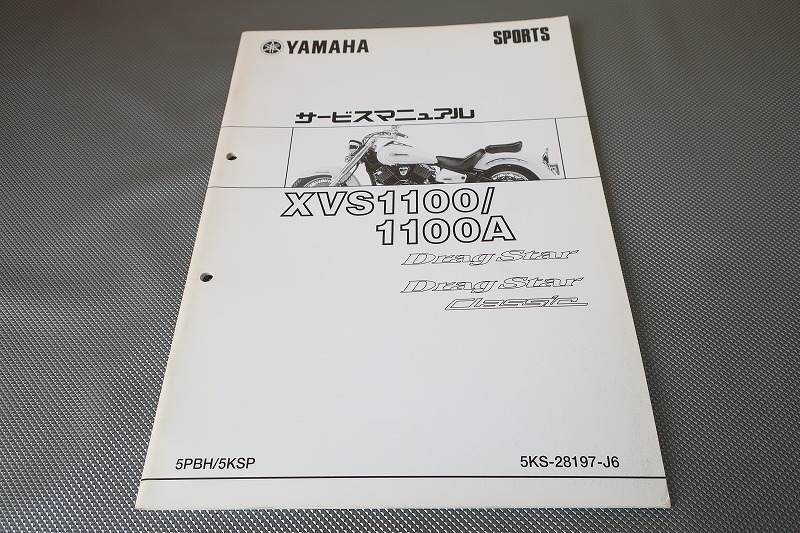 YAMAHA
SPORTS
サービスマニュアル
XVS1100/
1100A
Drag Star
Drag Star
Classic
5PBH/5KSP
5KS-28197-J6